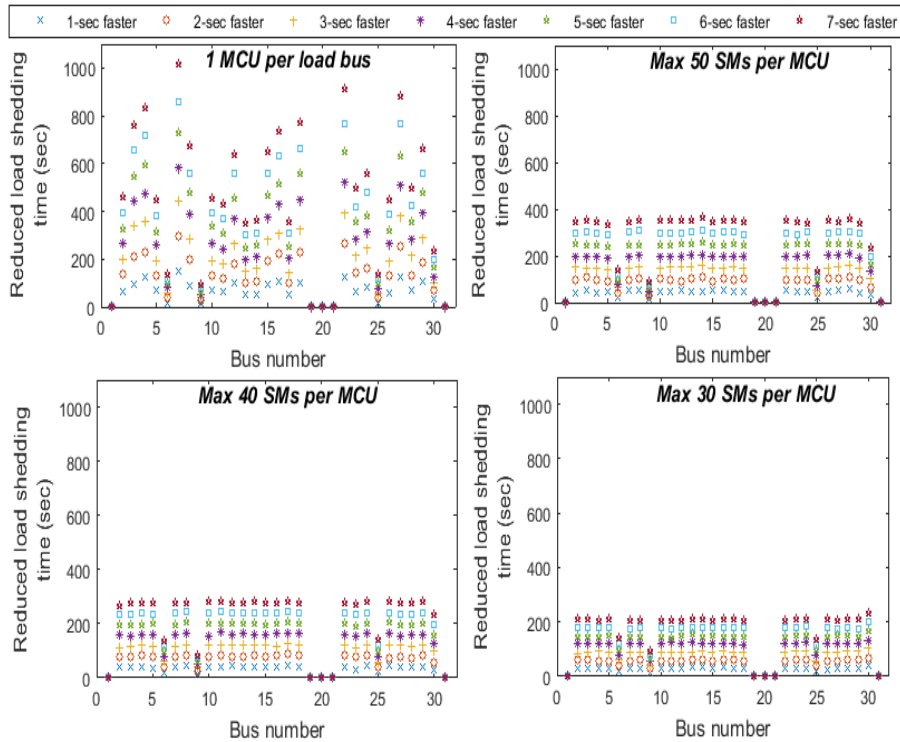 1-sec faster 2-sec faster 3-sec faster 4-sec faster 5-sec faster 6-sec faster 7-sec faster
1 MCU per load bus
Reduced load shedding
time (sec)
1000
800
600
400
200
0
0 5 10 15 20 25 30
Bus number
Max 50 SMs per MCU
Reduced load shedding
time (sec)
1000
800
600
400
200
0
0 5 10 15 20 25 30
Bus number
Max 40 SMs per MCU
Reduced load shedding
time (sec)
1000
800
600
400
200
0
0 5 10 15 20 25 30
Bus number
Max 30 SMs per MCU
Reduced load shedding
time (sec)
1000
800
600
400
200
0
0 5 10 15 20 25 30
Bus number